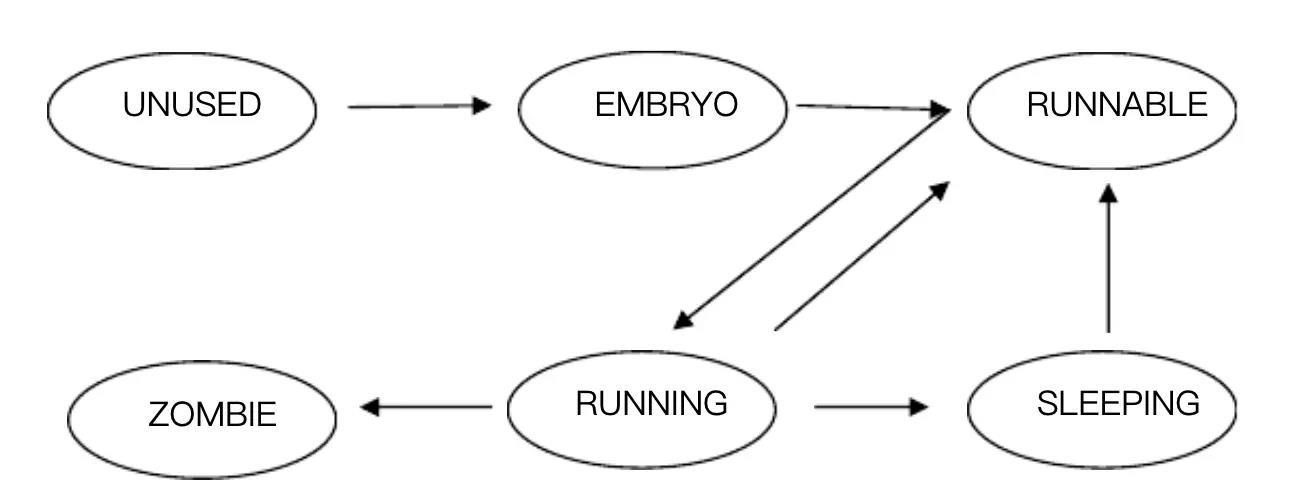 UNUSED
EMBRYO
RUNNABLE
ZOMBIE
RUNNING
SLEEPING